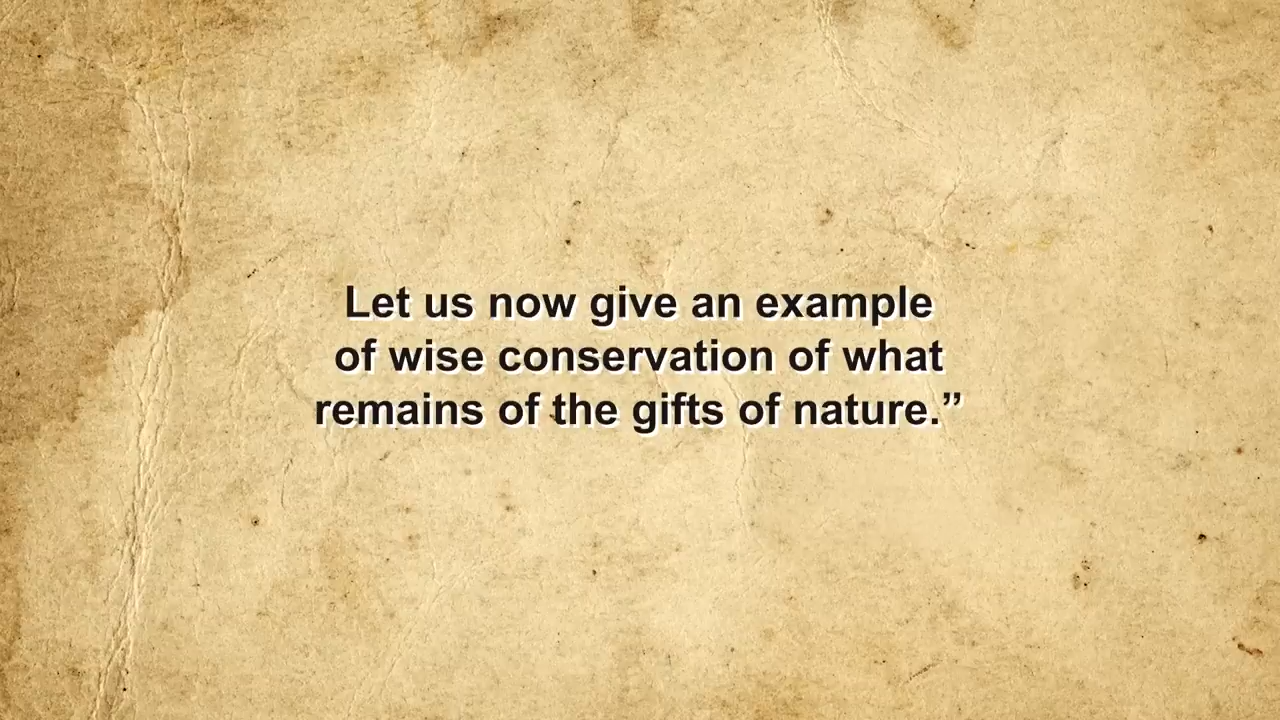 Let us now give an example
of wise conservation of what
remains of the gifts of nature.”